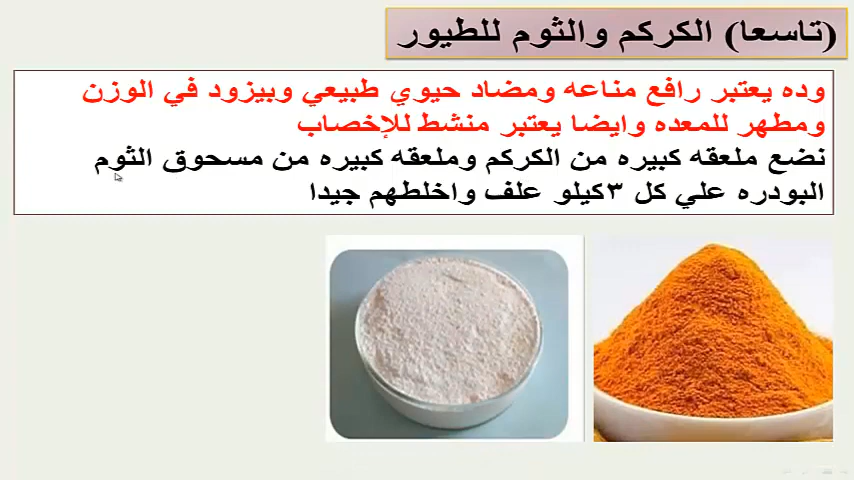 (تاسعا) الكركم والثوم للطيور
وده يعتبر رافع مناعه ومضاد حيوي طبيعي وبيزود في الوزن
ومطهر للمعده وايضا يعتبر منشط للإخصاب
نضع ملعقه كبيره من الكركم وملعقه كبيره من مسحوق الثوم
البودره علي كل ٣كيلو علف واخلطهم جيدا